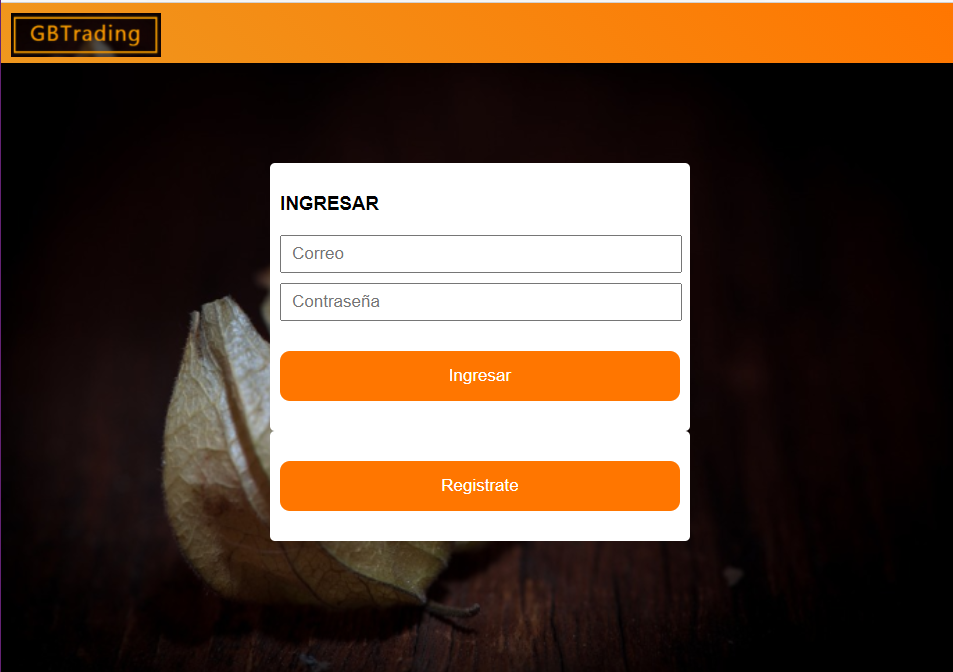 GBTrading
INGRESAR
Correo
Contraseña
Ingresar
Registrate